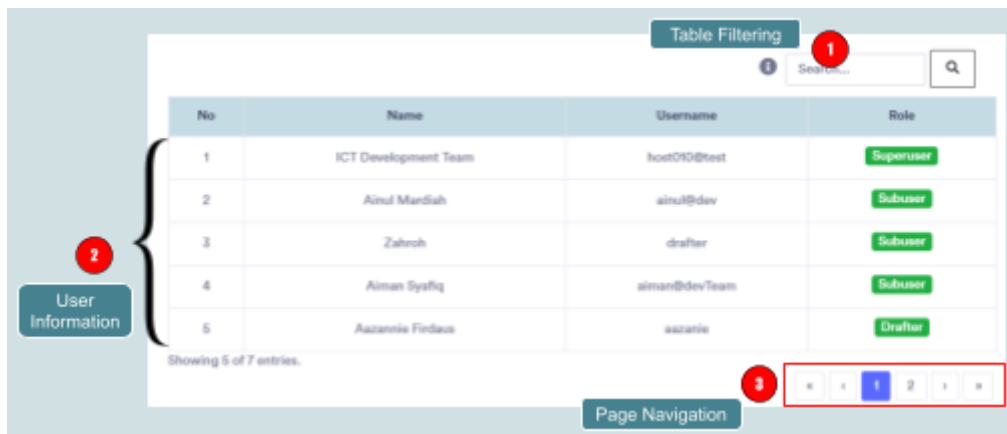 Table Filtering
1
Search...
No Name Username Role
1 ICT Development Team host010@test Superuser
2 Ainul Mardiah ainul@dev Subuser
3 Zahroh drafter Subuser
4 Aiman Syafiq aiman@devTeam Subuser
5 Aazannie Firdaus aazanie Drafter
2
User
Information
Showing 5 of 7 entries.
3
« ‹ 1 2 › »
Page Navigation